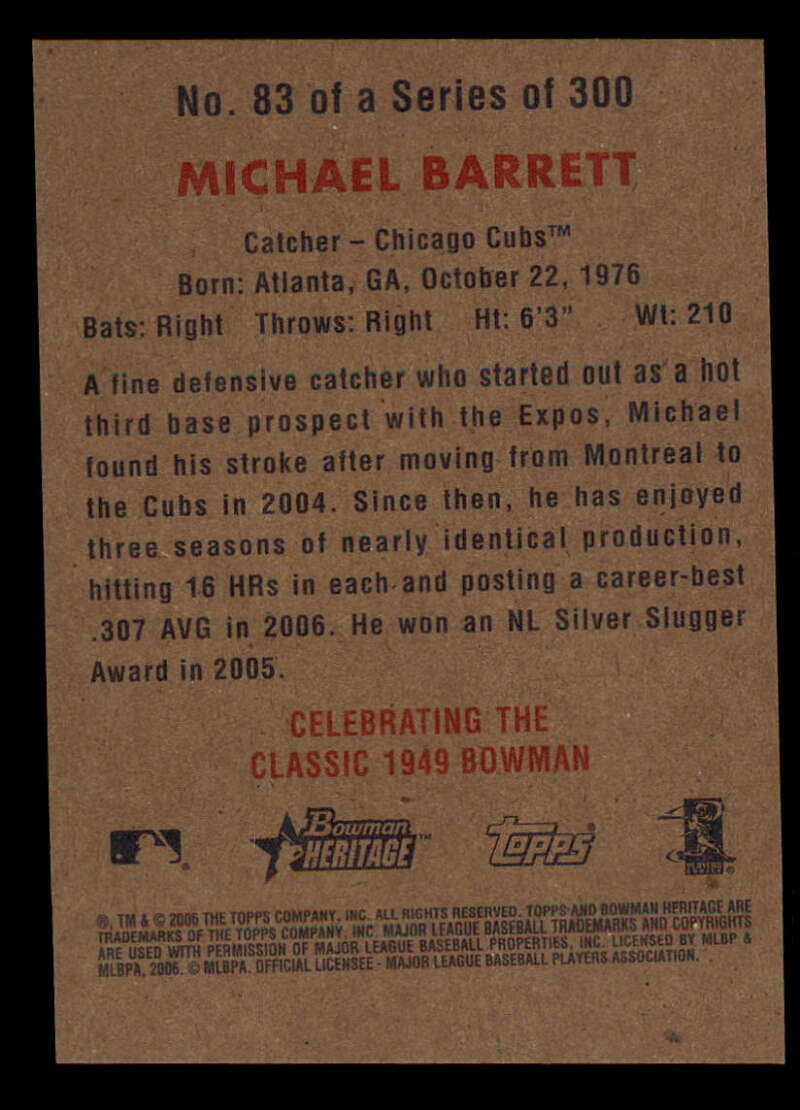 No. 83 of a Series of 300
MICHAEL BARRETT
Catcher – Chicago Cubs™
Born: Atlanta, GA, October 22, 1976
Bats: Right Throws: Right Ht: 6'3" Wt: 210
A fine defensive catcher who started out as a hot
third base prospect with the Expos, Michael
found his stroke after moving from Montreal to
the Cubs in 2004. Since then, he has enjoyed
three seasons of nearly identical production,
hitting 16 HRs in each and posting a career-best
.307 AVG in 2006. He won an NL Silver Slugger
Award in 2005.
CELEBRATING THE
CLASSIC 1949 BOWMAN
Bowman HERITAGE™ Topps®
®, TM & © 2006 THE TOPPS COMPANY, INC. ALL RIGHTS RESERVED. TOPPS AND BOWMAN HERITAGE ARE
TRADEMARKS OF THE TOPPS COMPANY, INC. MAJOR LEAGUE BASEBALL TRADEMARKS AND COPYRIGHTS
ARE USED WITH PERMISSION OF MAJOR LEAGUE BASEBALL PROPERTIES, INC. LICENSED BY MLBP &
MLBPA, 2006. © MLBPA. OFFICIAL LICENSEE - MAJOR LEAGUE BASEBALL PLAYERS ASSOCIATION.